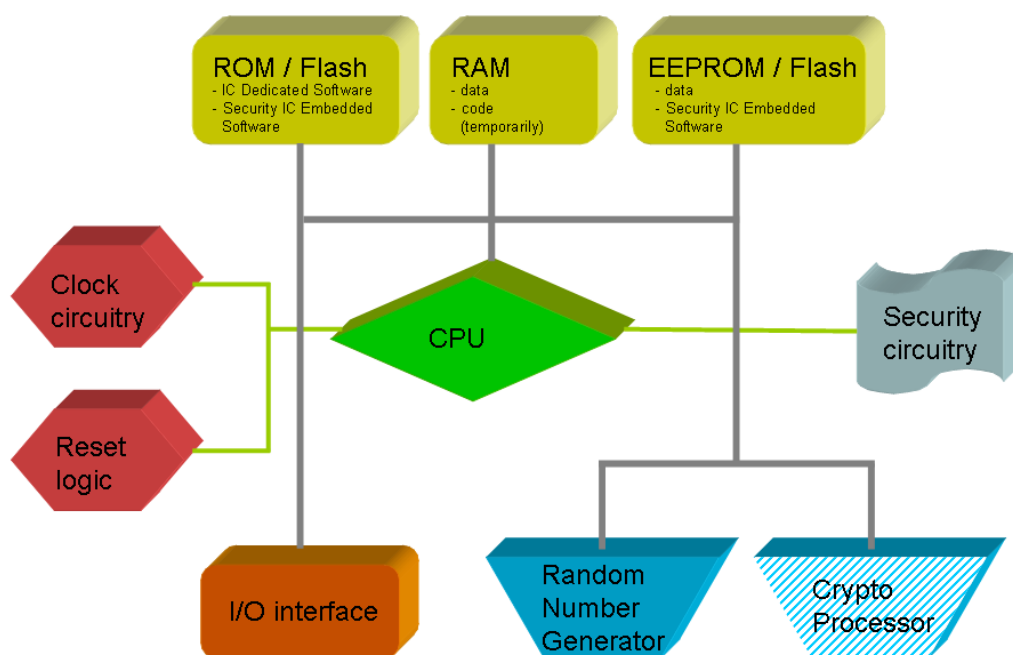 ROM / Flash
- IC Dedicated Software
- Security IC Embedded
Software
RAM
- data
- code
(temporarily)
EEPROM / Flash
- data
- Security IC Embedded
Software
Clock
circuitry
CPU
Security
circuitry
Reset
logic
I/O interface
Random
Number
Generator
Crypto
Processor